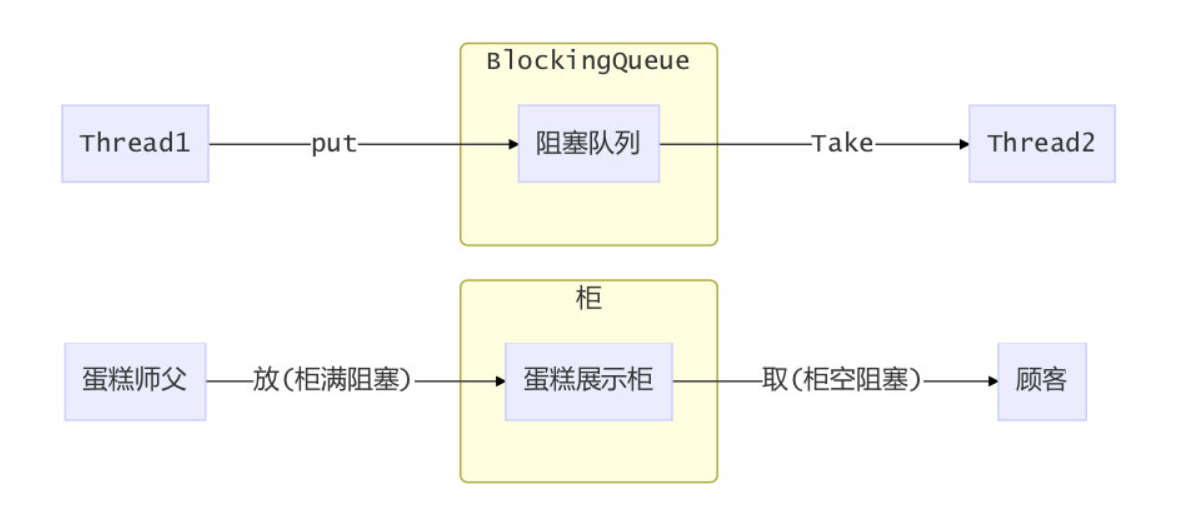 BlockingQueue
Thread1
put
阻塞队列
Take
Thread2
柜
蛋糕师父
放(柜满阻塞)
蛋糕展示柜
取(柜空阻塞)
顾客